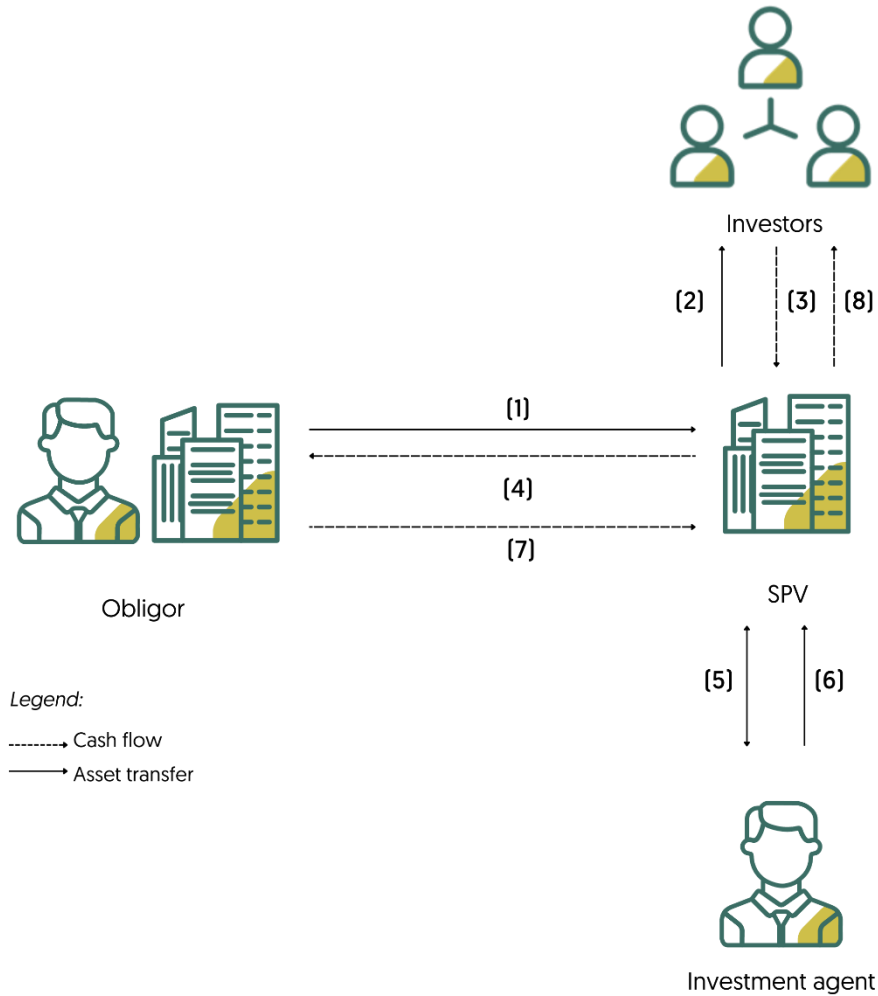 Investors
(2)
(3)
(8)
(1)
(4)
(7)
Obligor
SPV
(5)
(6)
Legend:
Cash flow
Asset transfer
Investment agent